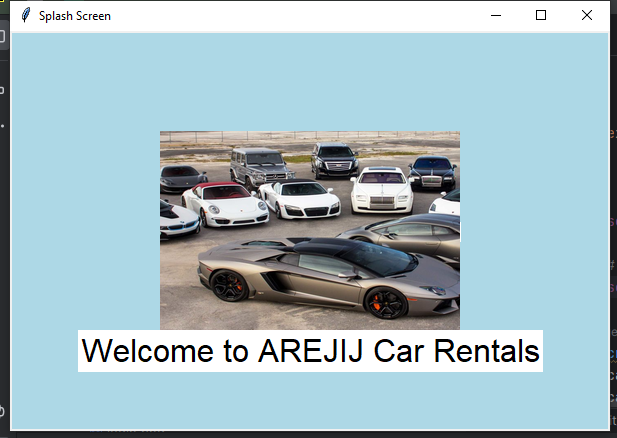 Splash Screen
Welcome to AREJIJ Car Rentals